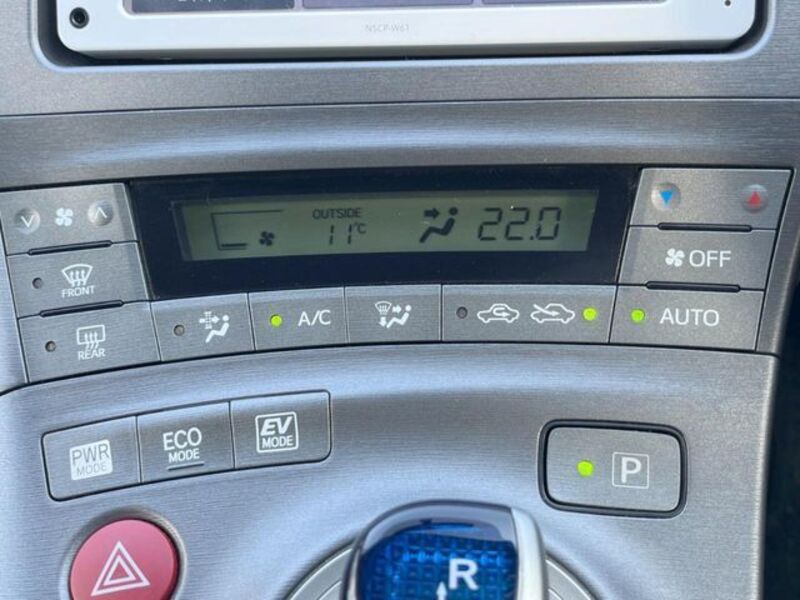 NSCP-W61
OUTSIDE
11°C
22.0
FRONT
OFF
REAR
A/C
AUTO
PWR
MODE
ECO
MODE
EV
MODE
P
R